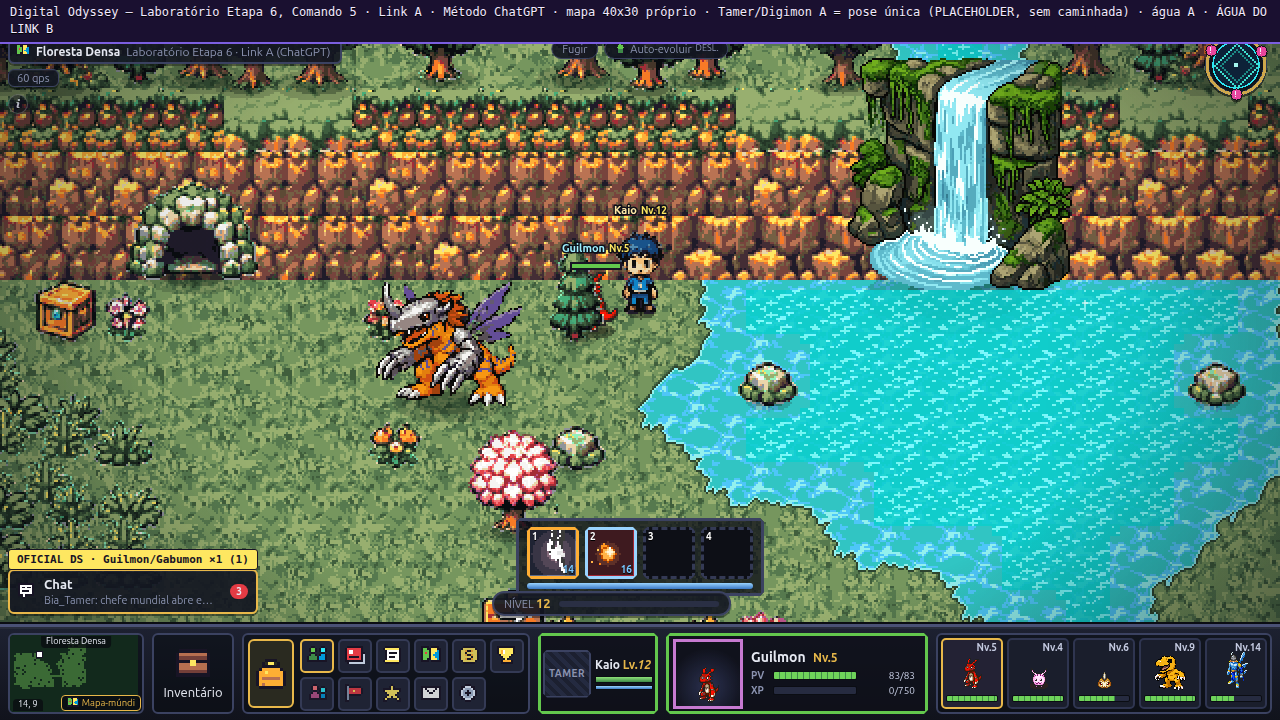 Digital Odyssey — Laboratório Etapa 6, Comando 5 · Link A · Método ChatGPT · mapa 40x30 próprio · Tamer/Digimon A = pose única (PLACEHOLDER, sem caminhada) · água A · ÁGUA DO
LINK B
Floresta Densa Laboratório Etapa 6 · Link A (ChatGPT)
Fugir
Auto-evoluir DESL.
60 qps
i
Kaio Nv.12
Guilmon Nv.5
1 14
2 16
3
4
NÍVEL 12
OFICIAL DS · Guilmon/Gabumon ×1 (1)
Chat
Bia_Tamer: chefe mundial abre e…
3
Floresta Densa
14, 9
Mapa-múndi
Inventário
TAMER
Kaio Lv.12
Guilmon Nv.5
PV 83/83
XP 0/750
Nv.5
Nv.4
Nv.6
Nv.9
Nv.14